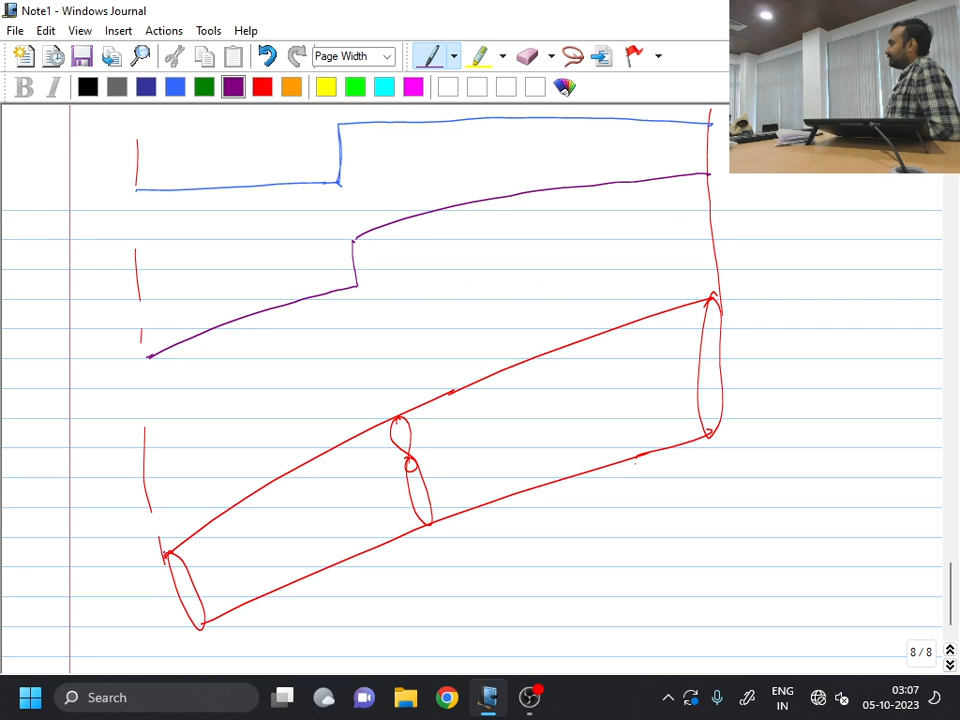 Note1 - Windows Journal
File Edit View Insert Actions Tools Help
Page Width
B I
8 / 8
Search
ENG
IN
03:07
05-10-2023